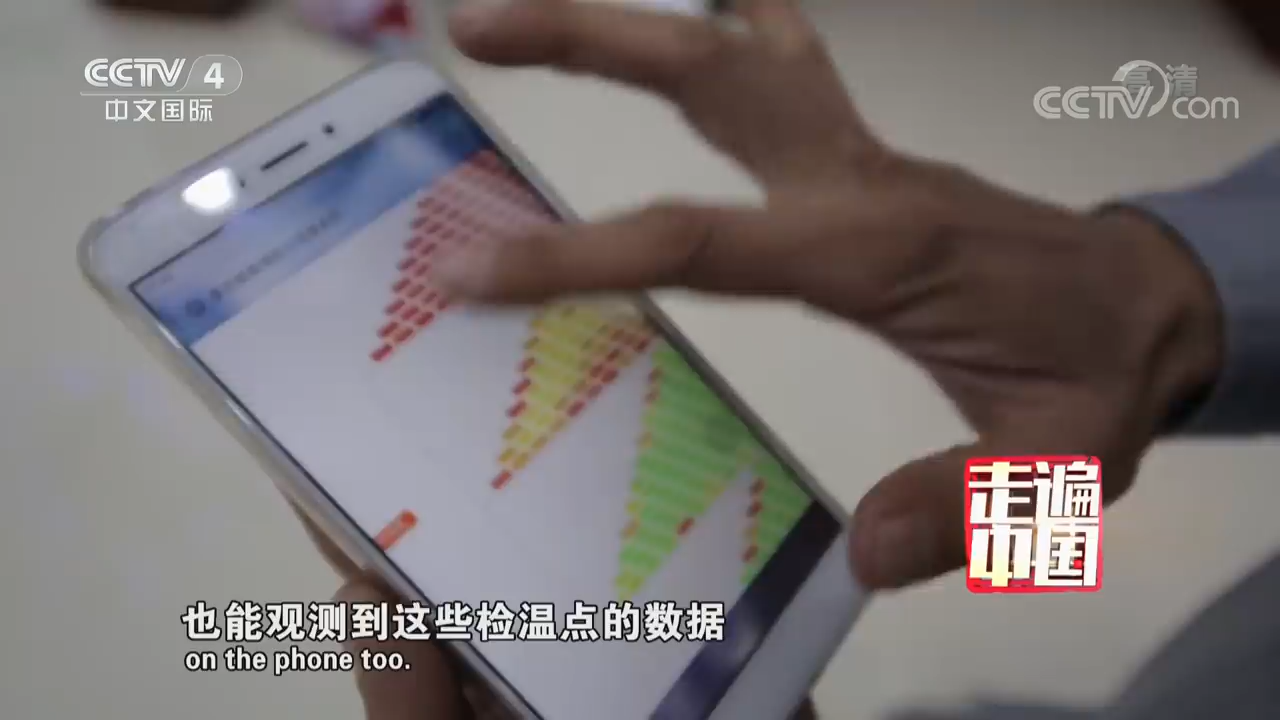 CCTV 4
中文国际
高清
CCTV.com
走遍
中国
也能观测到这些检温点的数据
on the phone too.